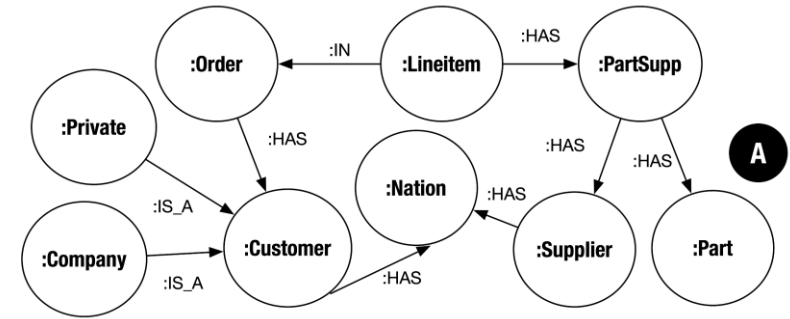 :IN
:HAS
:Order
:Lineitem
:PartSupp
:Private
:HAS
:HAS
:HAS
A
:Nation
:IS_A
:HAS
:Company
:Customer
:Supplier
:Part
:IS_A
:HAS